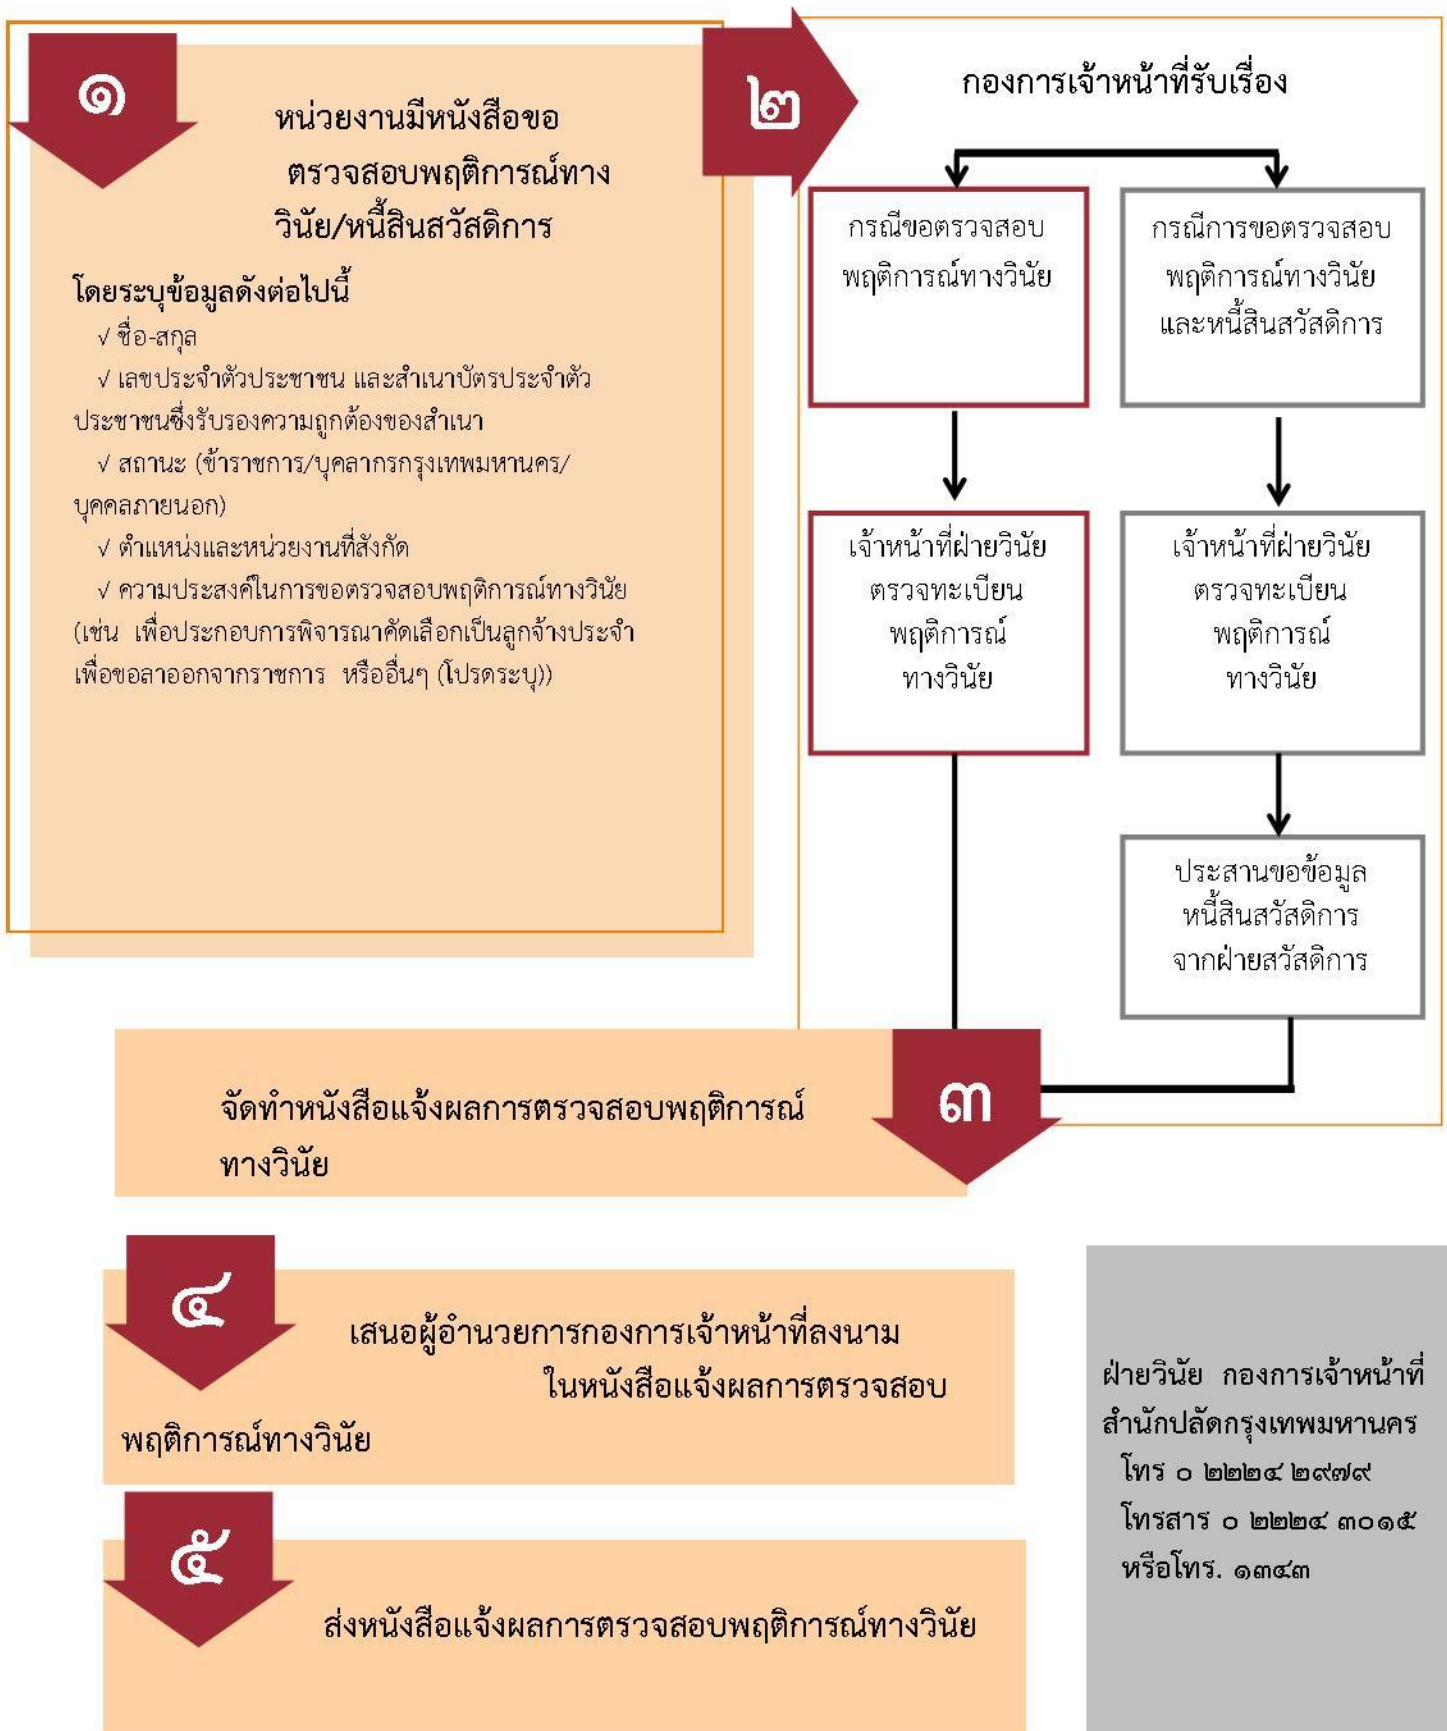 ๑
หน่วยงานมีหนังสือขอ
ตรวจสอบพฤติการณ์ทาง
วินัย/หนี้สินสวัสดิการ
โดยระบุข้อมูลดังต่อไปนี้
√ ชื่อ-สกุล
√ เลขประจำตัวประชาชน และสำเนาบัตรประจำตัว
ประชาชนซึ่งรับรองความถูกต้องของสำเนา
√ สถานะ (ข้าราชการ/บุคลากรกรุงเทพมหานคร/
บุคคลภายนอก)
√ ตำแหน่งและหน่วยงานที่สังกัด
√ ความประสงค์ในการขอตรวจสอบพฤติการณ์ทางวินัย
(เช่น เพื่อประกอบการพิจารณาคัดเลือกเป็นลูกจ้างประจำ
เพื่อขอลาออกจากราชการ หรืออื่นๆ (โปรดระบุ))
๒
กองการเจ้าหน้าที่รับเรื่อง
กรณีขอตรวจสอบ
พฤติการณ์ทางวินัย
เจ้าหน้าที่ฝ่ายวินัย
ตรวจทะเบียน
พฤติการณ์
ทางวินัย
กรณีการขอตรวจสอบ
พฤติการณ์ทางวินัย
และหนี้สินสวัสดิการ
เจ้าหน้าที่ฝ่ายวินัย
ตรวจทะเบียน
พฤติการณ์
ทางวินัย
ประสานขอข้อมูล
หนี้สินสวัสดิการ
จากฝ่ายสวัสดิการ
๓
จัดทำหนังสือแจ้งผลการตรวจสอบพฤติการณ์
ทางวินัย
๔
เสนอผู้อำนวยการกองการเจ้าหน้าที่ลงนาม
ในหนังสือแจ้งผลการตรวจสอบ
พฤติการณ์ทางวินัย
๕
ส่งหนังสือแจ้งผลการตรวจสอบพฤติการณ์ทางวินัย
ฝ่ายวินัย กองการเจ้าหน้าที่
สำนักปลัดกรุงเทพมหานคร
โทร ๐ ๒๒๒๔ ๒๙๗๙
โทรสาร ๐ ๒๒๒๔ ๓๐๑๕
หรือโทร. ๑๓๔๓